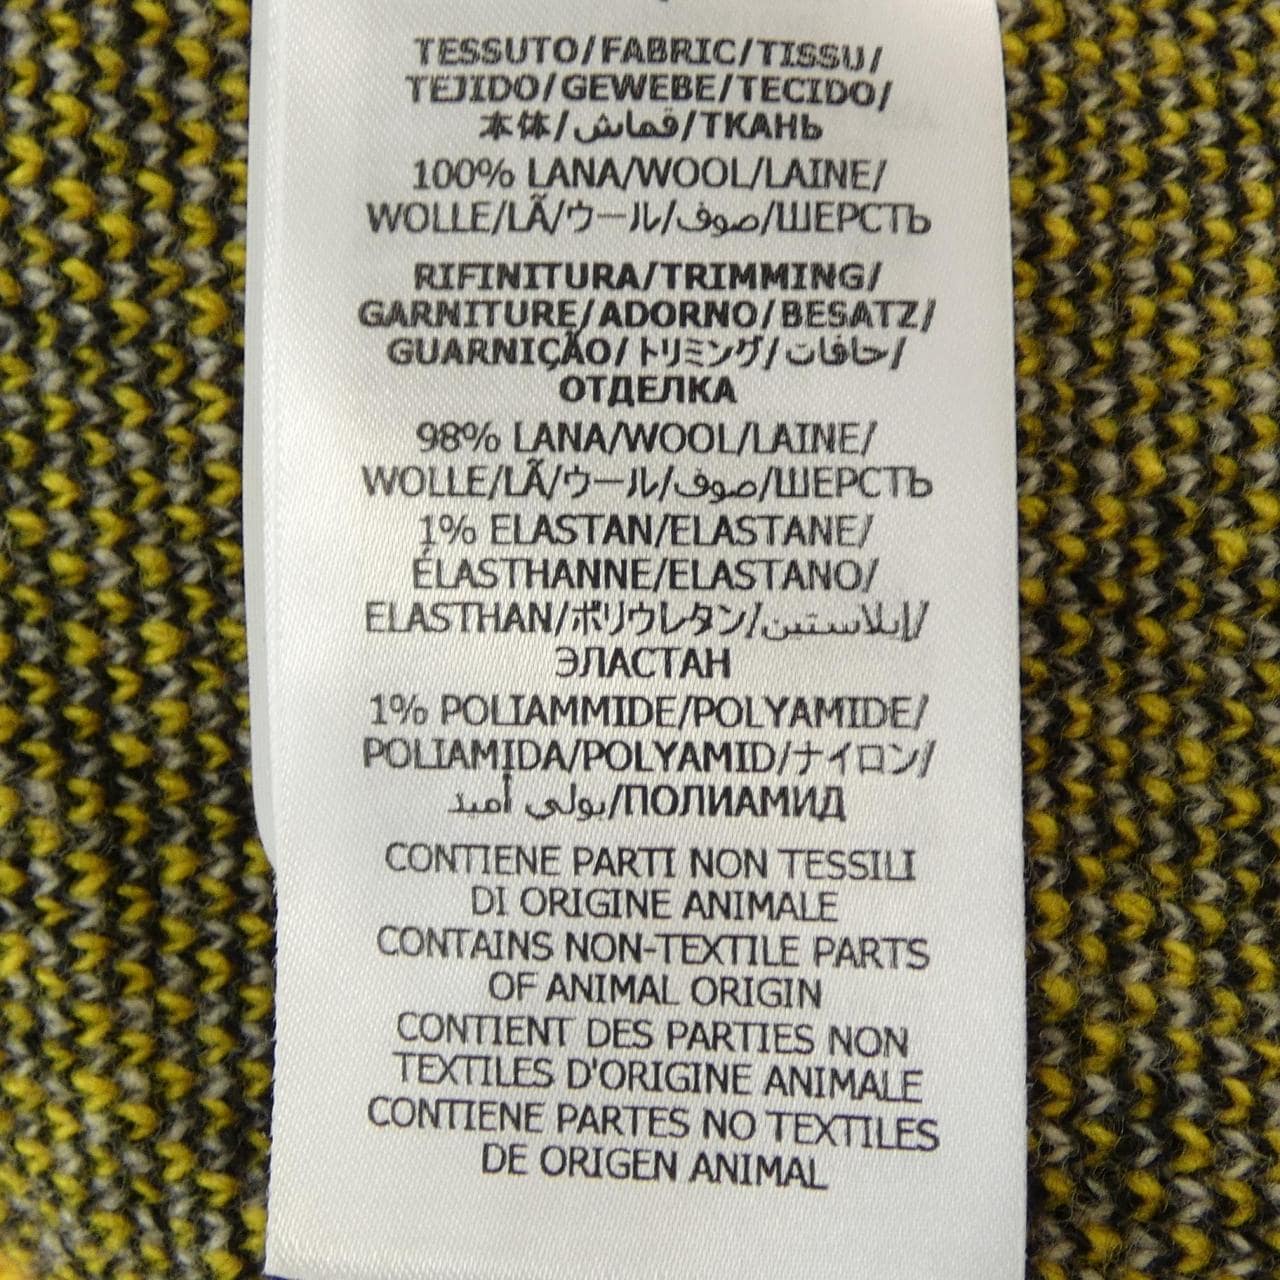 TESSUTO/FABRIC/TISSU/
TEJIDO/GEWEBE/TECIDO/
本体/قماش/ТКАНЬ
100% LANA/WOOL/LAINE/
WOLLE/LÃ/ウール/صوف/ШЕРСТЬ
RIFINITURA/TRIMMING/
GARNITURE/ADORNO/BESATZ/
GUARNIÇÃO/トリミング/حافات/
ОТДЕЛКА
98% LANA/WOOL/LAINE/
WOLLE/LÃ/ウール/صوف/ШЕРСТЬ
1% ELASTAN/ELASTANE/
ÉLASTHANNE/ELASTANO/
ELASTHAN/ポリウレタン/إيلاستين/
ЭЛАСТАН
1% POLIAMMIDE/POLYAMIDE/
POLIAMIDA/POLYAMID/ナイロン/
بولي أميد/ПОЛИАМИД
CONTIENE PARTI NON TESSILI
DI ORIGINE ANIMALE
CONTAINS NON-TEXTILE PARTS
OF ANIMAL ORIGIN
CONTIENT DES PARTIES NON
TEXTILES D'ORIGINE ANIMALE
CONTIENE PARTES NO TEXTILES
DE ORIGEN ANIMAL